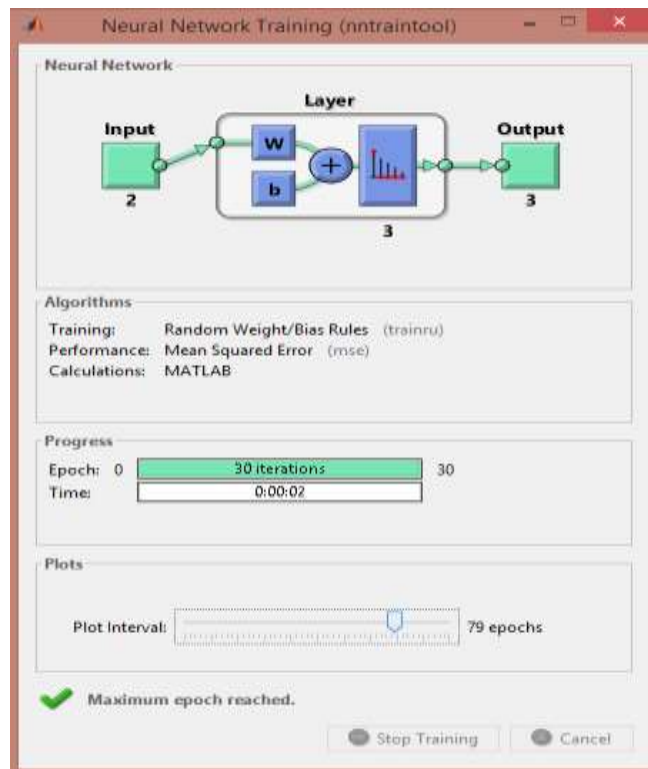 Neural Network Training (nntraintool)
Neural Network
Layer
Input
Output
W
b
+
2
3
3
Algorithms
Training: Random Weight/Bias Rules (trainru)
Performance: Mean Squared Error (mse)
Calculations: MATLAB
Progress
Epoch: 0 30 iterations 30
Time: 0:00:02
Plots
Plot Interval: 79 epochs
Maximum epoch reached.
Stop Training Cancel